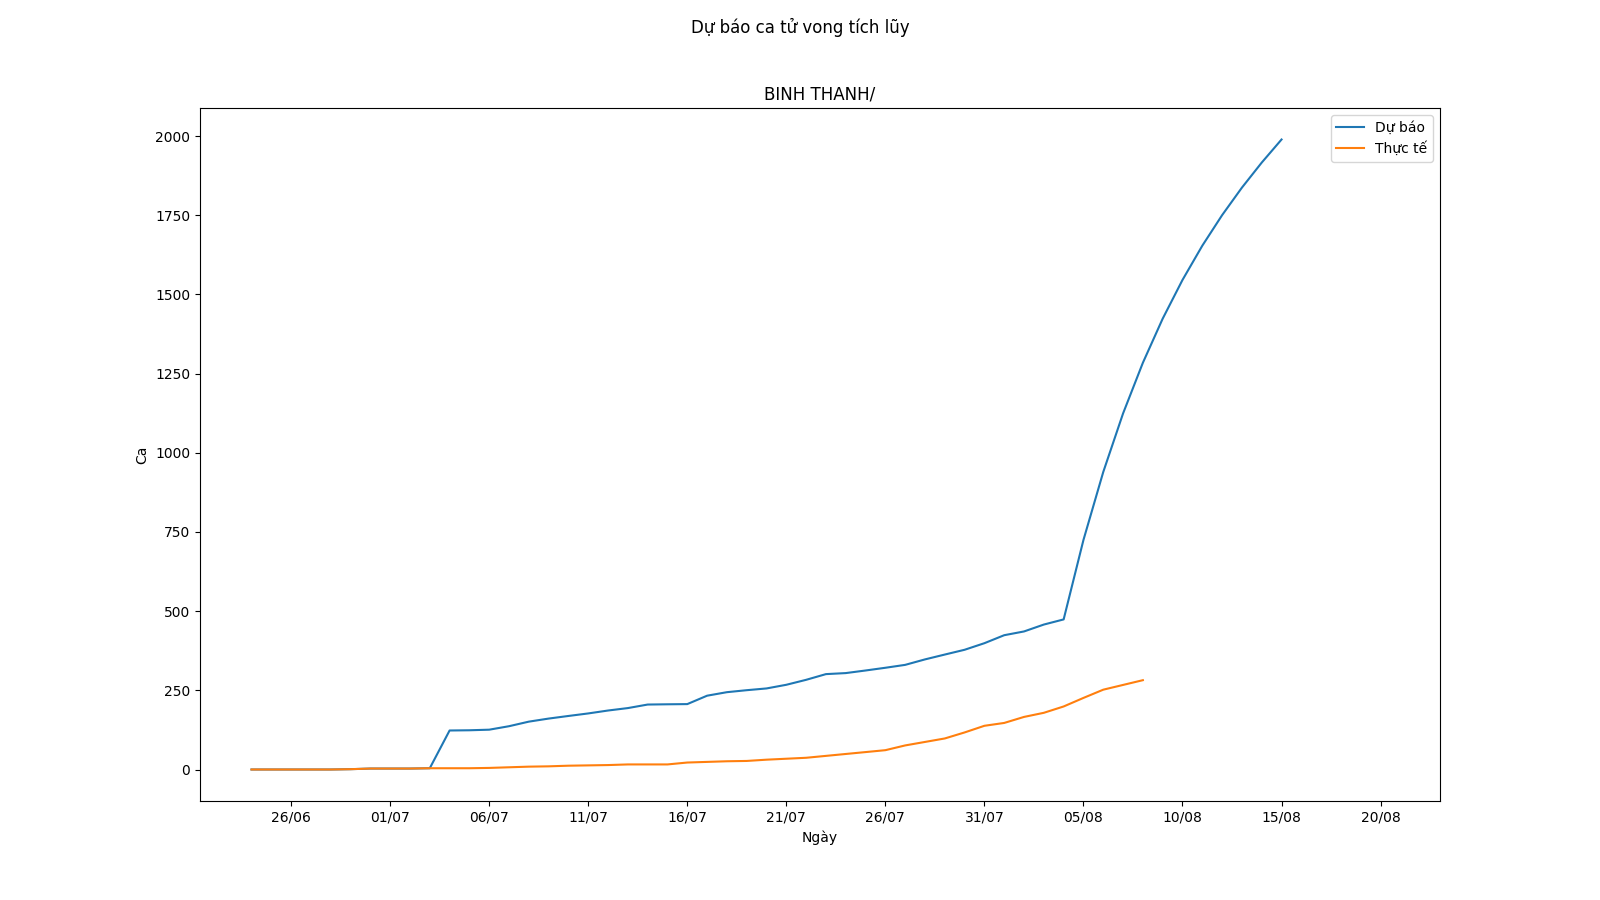 Dự báo ca tử vong tích lũy
BINH THANH/
Dự báo
Thực tế
2000
1750
1500
1250
1000
750
500
250
0
Ca
26/06 01/07 06/07 11/07 16/07 21/07 26/07 31/07 05/08 10/08 15/08 20/08
Ngày